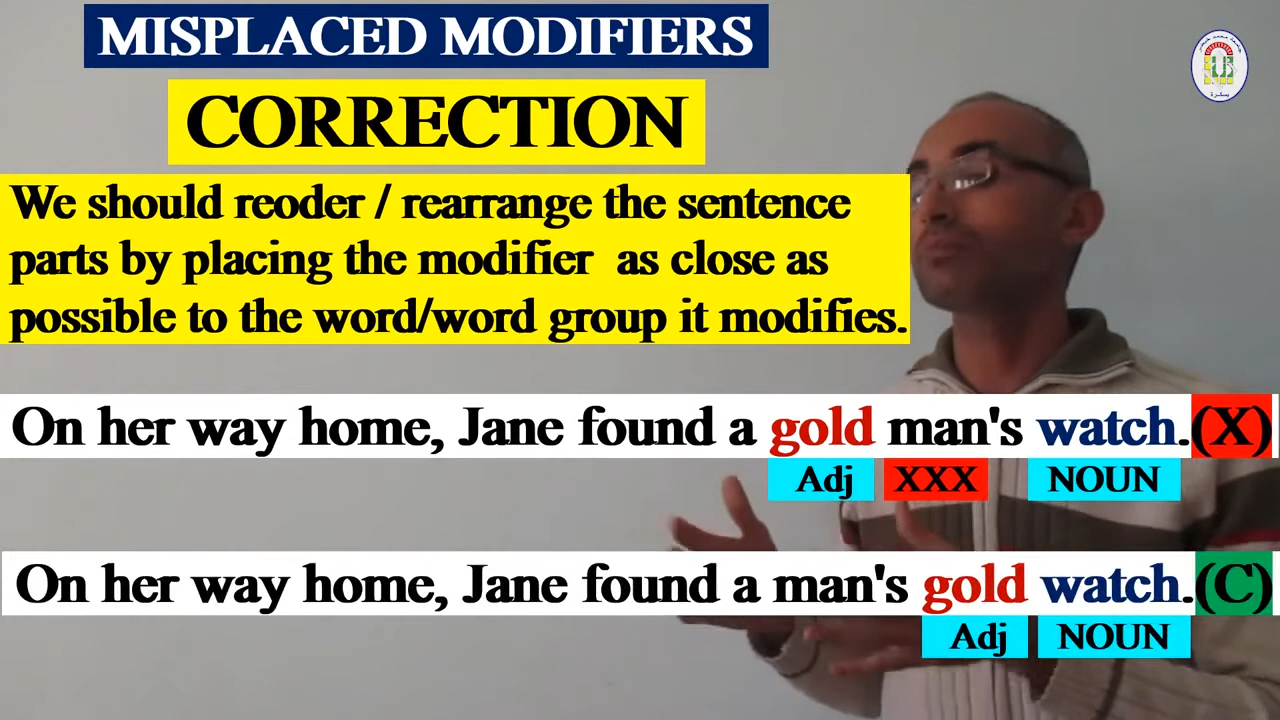 MISPLACED MODIFIERS
CORRECTION
We should reoder / rearrange the sentence
parts by placing the modifier as close as
possible to the word/word group it modifies.
On her way home, Jane found a gold man's watch.(X)
Adj XXX NOUN
On her way home, Jane found a man's gold watch.(C)
Adj NOUN